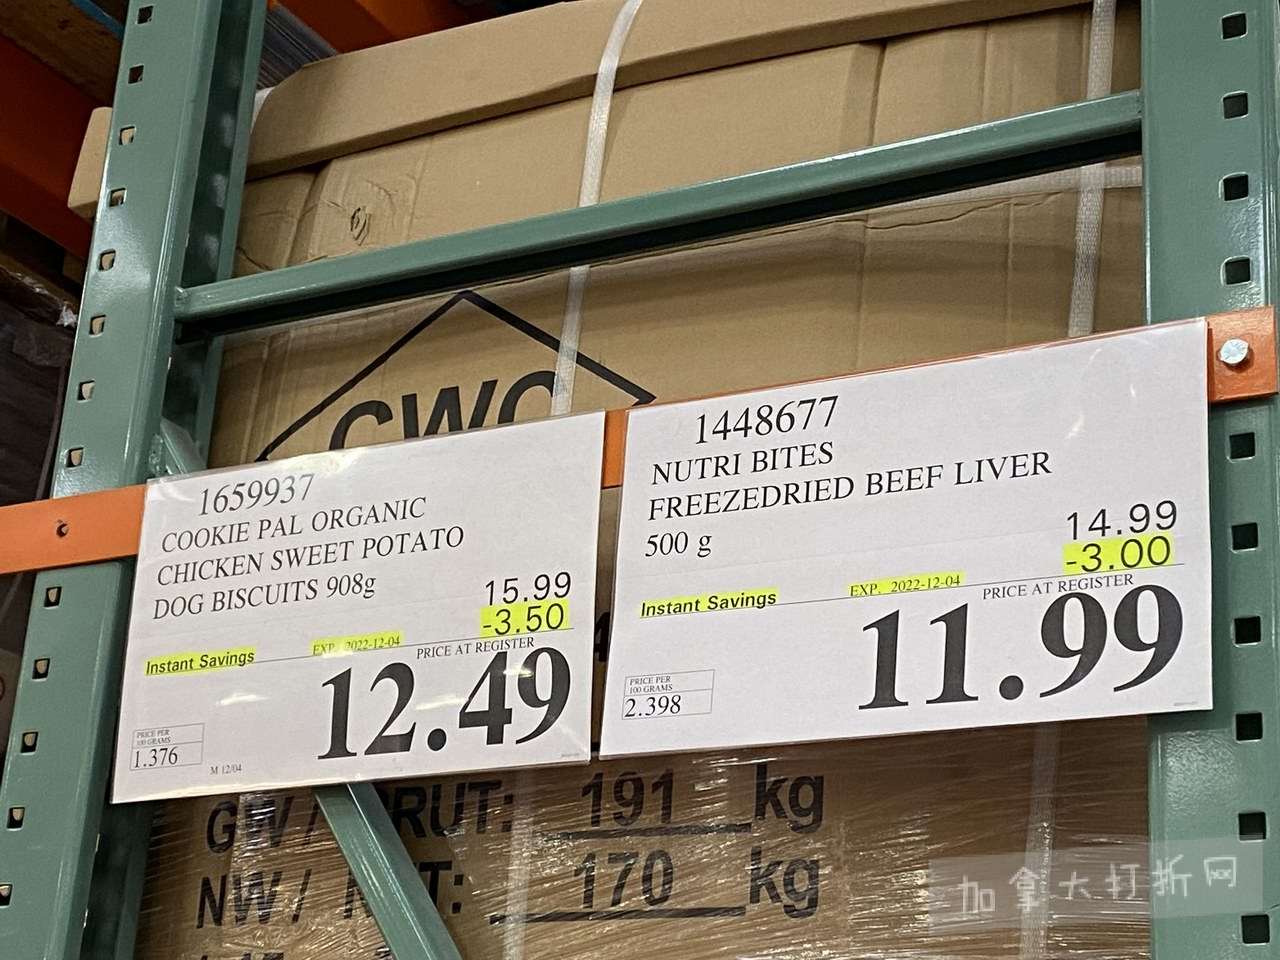 CWC
1659937
COOKIE PAL ORGANIC
CHICKEN SWEET POTATO
DOG BISCUITS 908g
15.99
-3.50
Instant Savings
EXP. 2022-12-04
PRICE AT REGISTER
12.49
PRICE PER
100 GRAMS
1.376
M 12/04
1448677
NUTRI BITES
FREEZEDRIED BEEF LIVER
500 g
14.99
-3.00
Instant Savings
EXP. 2022-12-04
PRICE AT REGISTER
11.99
PRICE PER
100 GRAMS
2.398
GW / BRUT: 191 kg
NW / NET: 170 kg
加拿大打折网